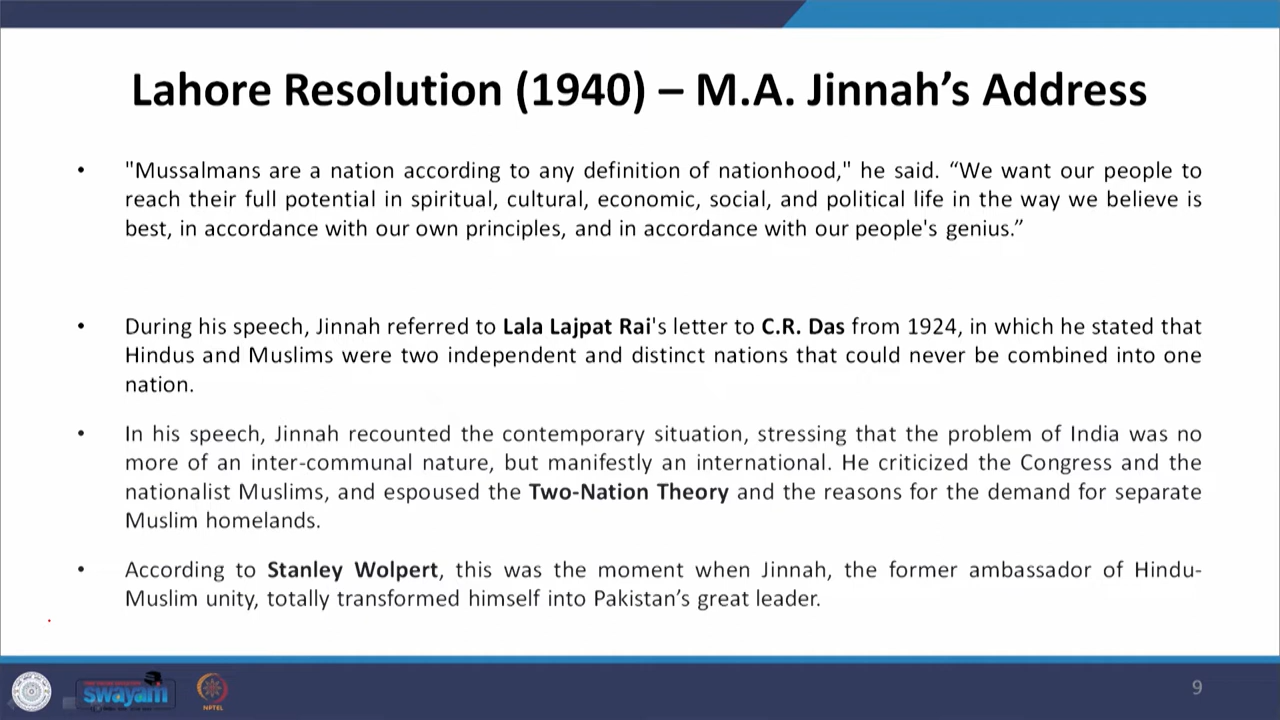 Lahore Resolution (1940) – M.A. Jinnah’s Address
• "Mussalmans are a nation according to any definition of nationhood," he said. “We want our people to
reach their full potential in spiritual, cultural, economic, social, and political life in the way we believe is
best, in accordance with our own principles, and in accordance with our people's genius.”
• During his speech, Jinnah referred to Lala Lajpat Rai's letter to C.R. Das from 1924, in which he stated that
Hindus and Muslims were two independent and distinct nations that could never be combined into one
nation.
• In his speech, Jinnah recounted the contemporary situation, stressing that the problem of India was no
more of an inter-communal nature, but manifestly an international. He criticized the Congress and the
nationalist Muslims, and espoused the Two-Nation Theory and the reasons for the demand for separate
Muslim homelands.
• According to Stanley Wolpert, this was the moment when Jinnah, the former ambassador of Hindu-
Muslim unity, totally transformed himself into Pakistan’s great leader.
swayam
NPTEL
9